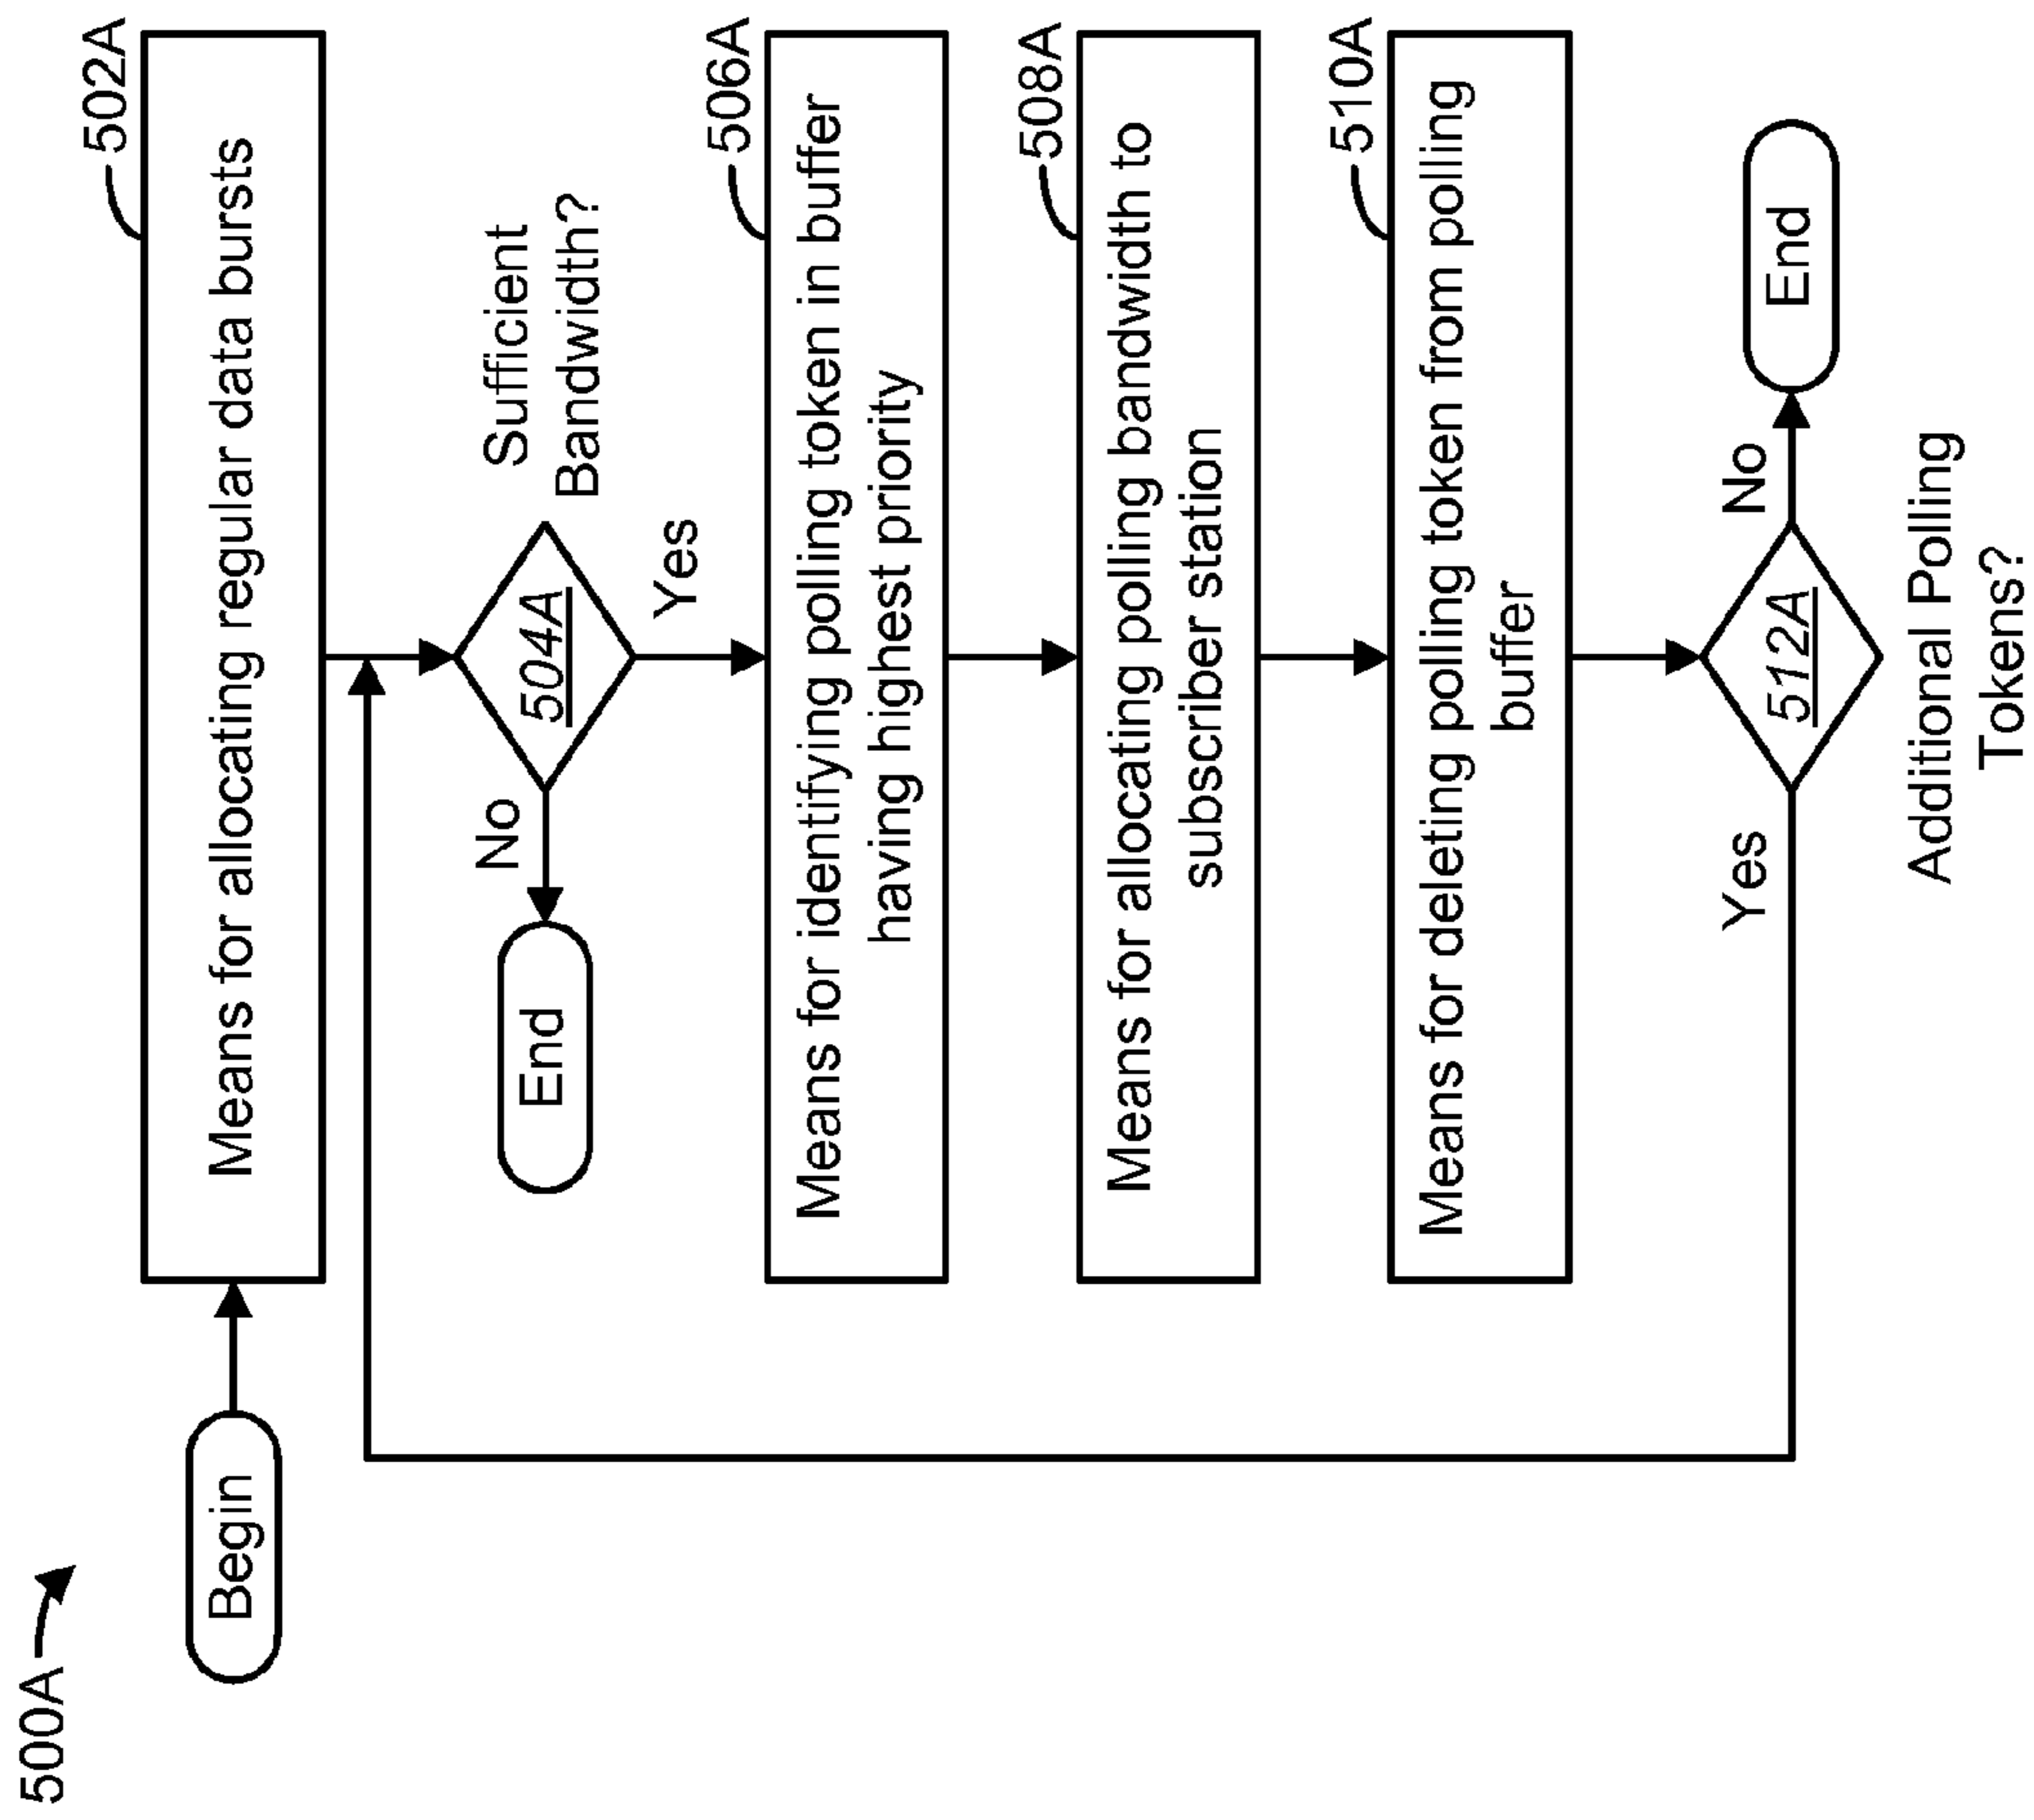 500A
Begin
502A
Means for allocating regular data bursts
Sufficient
Bandwidth?
504A
No
End
Yes
506A
Means for identifying polling token in buffer
having highest priority
508A
Means for allocating polling bandwidth to
subscriber station
510A
Means for deleting polling token from polling
buffer
512A
Yes
No
End
Additional Polling
Tokens?